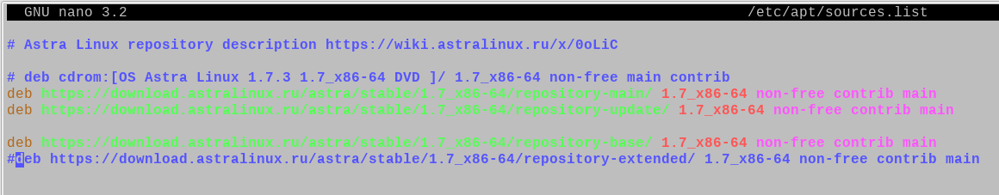 GNU nano 3.2 /etc/apt/sources.list
# Astra Linux repository description https://wiki.astralinux.ru/x/0oLiC
# deb cdrom:[OS Astra Linux 1.7.3 1.7_x86-64 DVD ]/ 1.7_x86-64 non-free main contrib
deb https://download.astralinux.ru/astra/stable/1.7_x86-64/repository-main/ 1.7_x86-64 non-free contrib main
deb https://download.astralinux.ru/astra/stable/1.7_x86-64/repository-update/ 1.7_x86-64 non-free contrib main
deb https://download.astralinux.ru/astra/stable/1.7_x86-64/repository-base/ 1.7_x86-64 non-free contrib main
#deb https://download.astralinux.ru/astra/stable/1.7_x86-64/repository-extended/ 1.7_x86-64 non-free contrib main